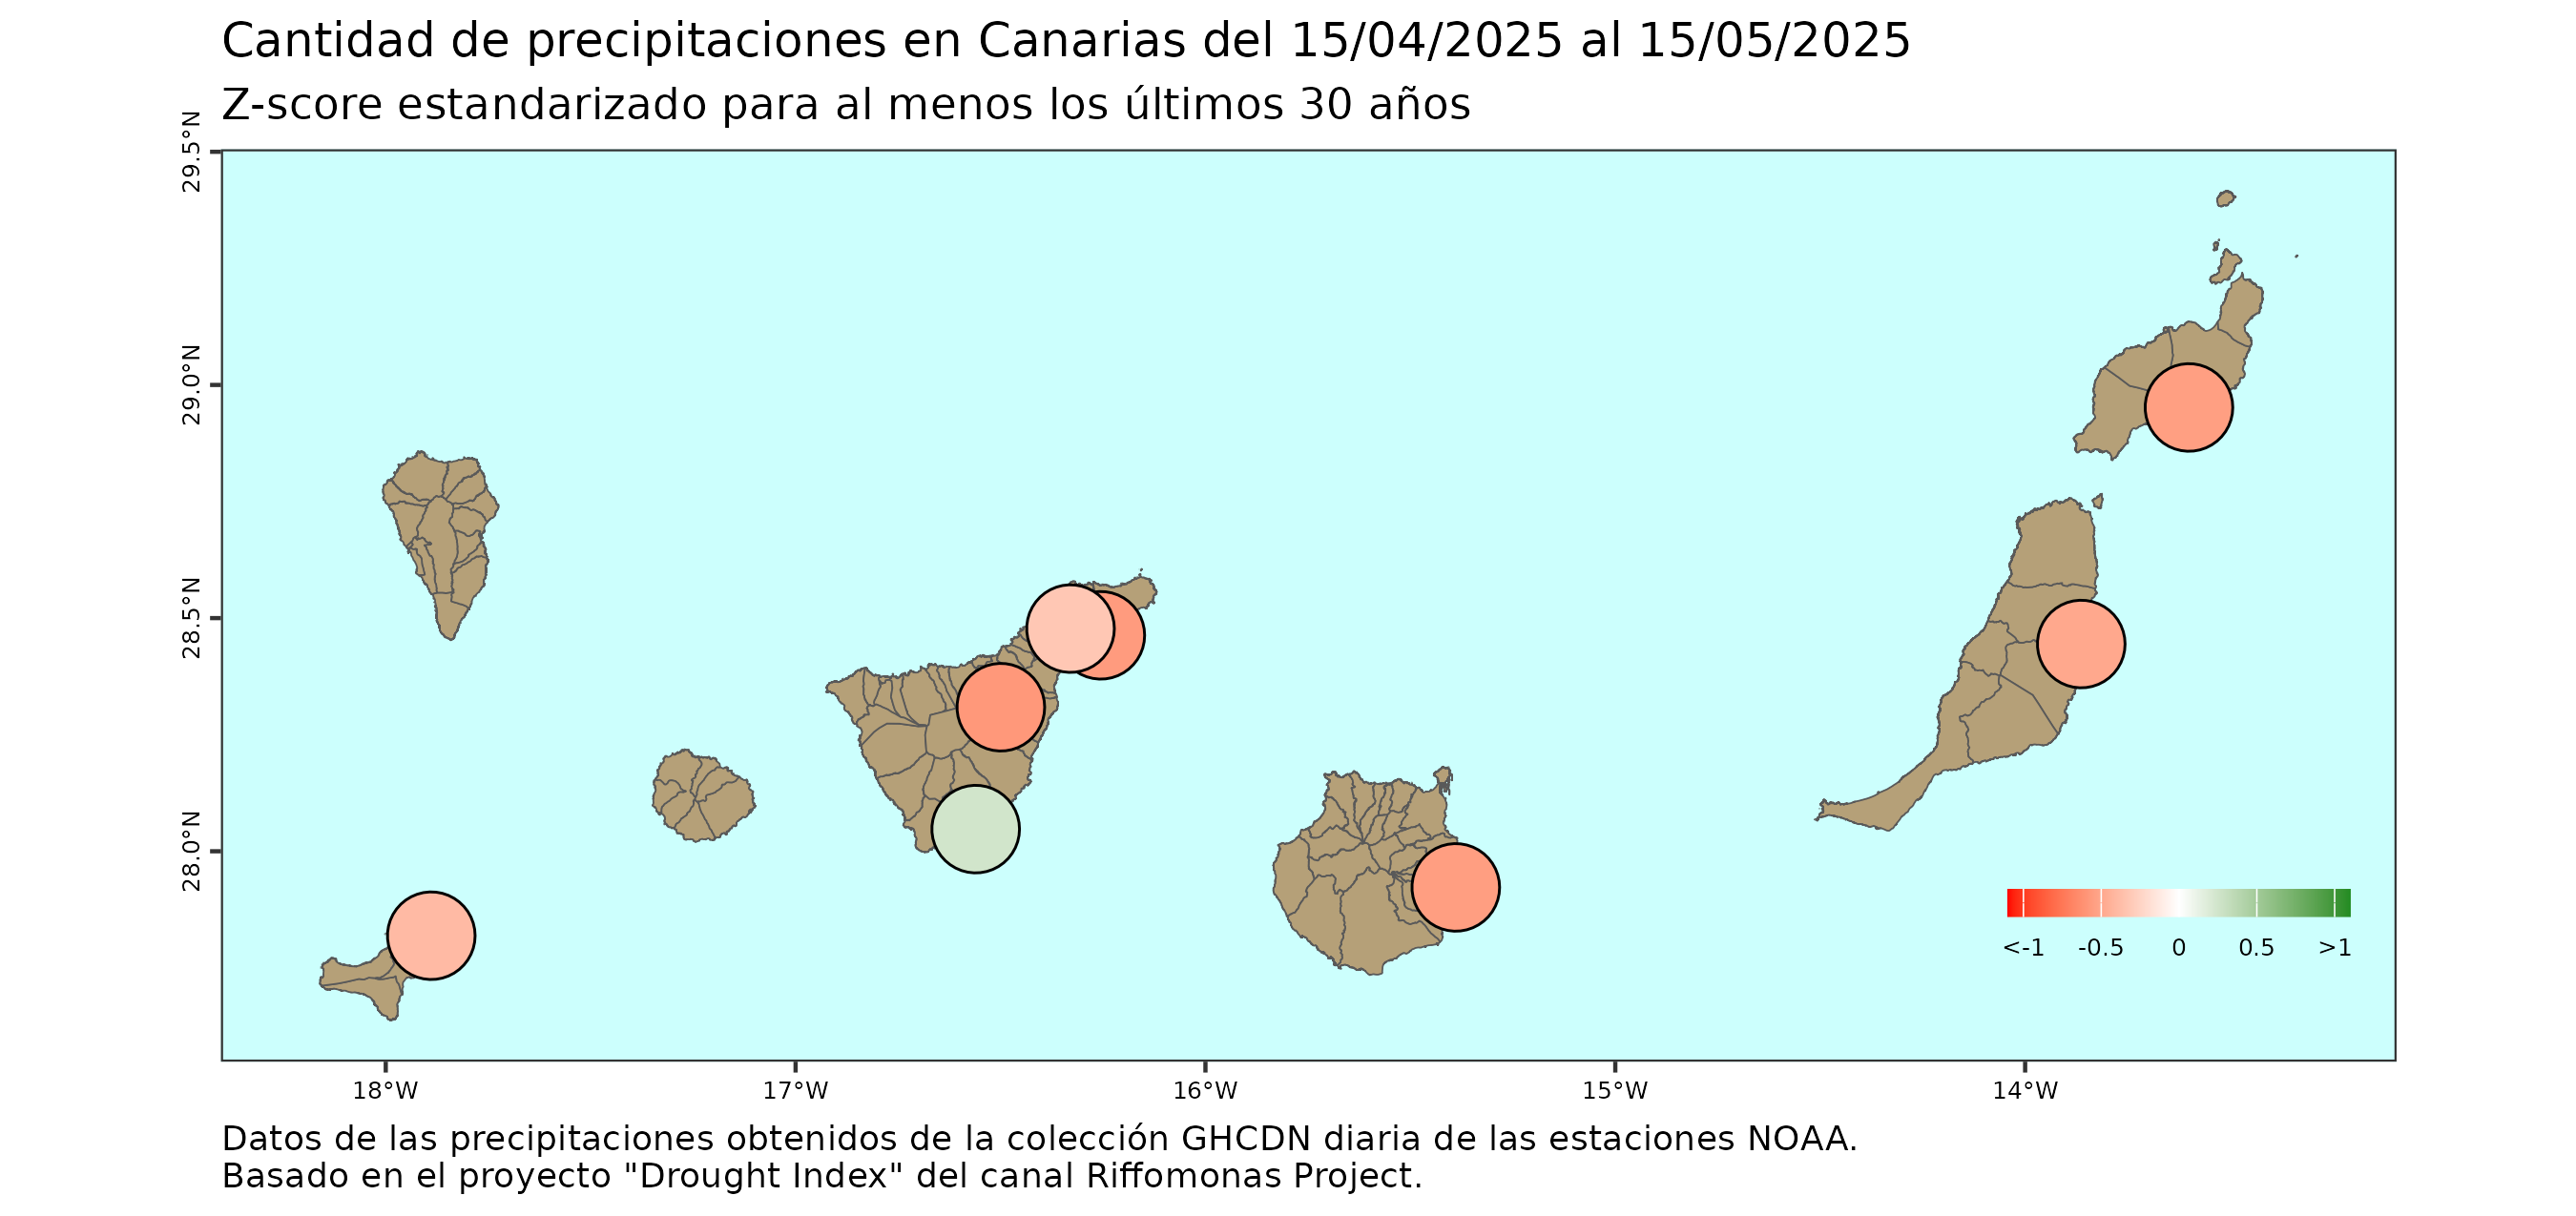 Cantidad de precipitaciones en Canarias del 15/04/2025 al 15/05/2025
Z-score estandarizado para al menos los últimos 30 años
29.5°N
29.0°N
28.5°N
28.0°N
<-1 -0.5 0 0.5 >1
18°W 17°W 16°W 15°W 14°W
Datos de las precipitaciones obtenidos de la colección GHCDN diaria de las estaciones NOAA.
Basado en el proyecto "Drought Index" del canal Riffomonas Project.